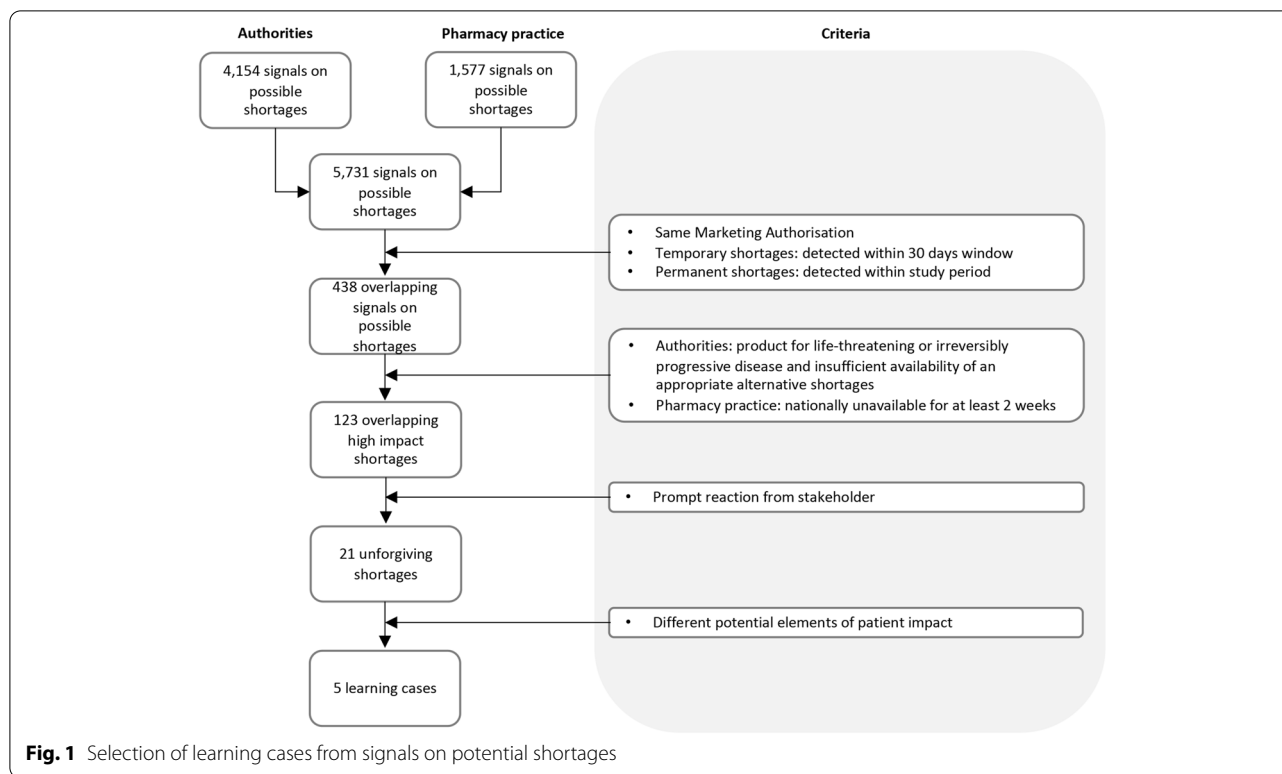 Authorities
Pharmacy practice
Criteria
4,154 signals on
possible
shortages
1,577 signals on
possible
shortages
5,731 signals on
possible
shortages
• Same Marketing Authorisation
• Temporary shortages: detected within 30 days window
• Permanent shortages: detected within study period
438 overlapping
signals on
possible
shortages
• Authorities: product for life-threatening or irreversibly
progressive disease and insufficient availability of an
appropriate alternative shortages
• Pharmacy practice: nationally unavailable for at least 2 weeks
123 overlapping
high impact
shortages
• Prompt reaction from stakeholder
21 unforgiving
shortages
• Different potential elements of patient impact
5 learning cases
Fig. 1 Selection of learning cases from signals on potential shortages